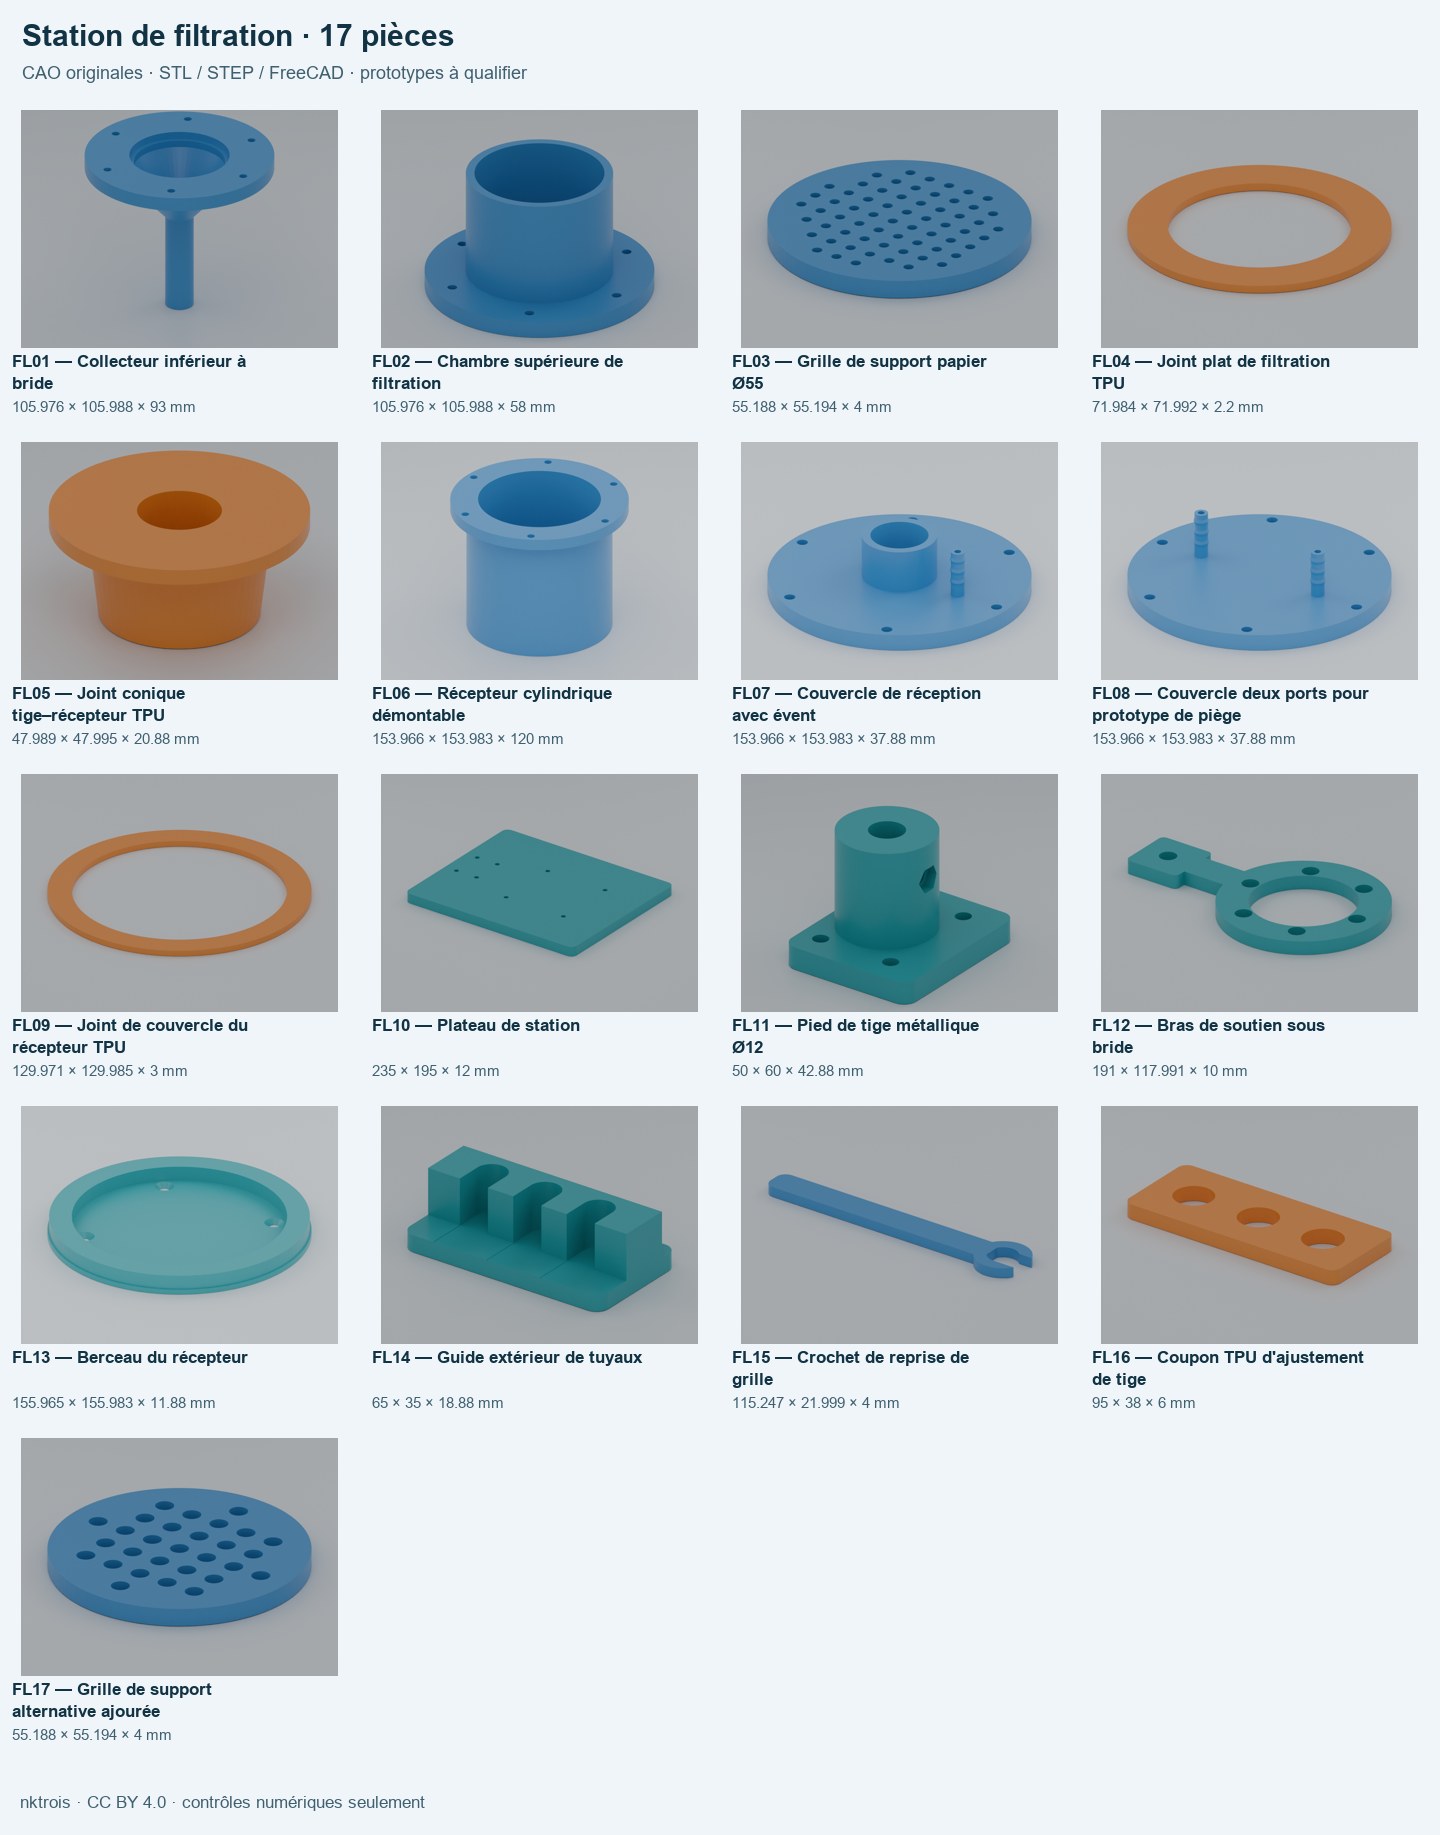 Station de filtration · 17 pièces
CAO originales · STL / STEP / FreeCAD · prototypes à qualifier
FL01 — Collecteur inférieur à
bride
105.976 × 105.988 × 93 mm
FL02 — Chambre supérieure de
filtration
105.976 × 105.988 × 58 mm
FL03 — Grille de support papier
Ø55
55.188 × 55.194 × 4 mm
FL04 — Joint plat de filtration
TPU
71.984 × 71.992 × 2.2 mm
FL05 — Joint conique
tige–récepteur TPU
47.989 × 47.995 × 20.88 mm
FL06 — Récepteur cylindrique
démontable
153.966 × 153.983 × 120 mm
FL07 — Couvercle de réception
avec évent
153.966 × 153.983 × 37.88 mm
FL08 — Couvercle deux ports pour
prototype de piège
153.966 × 153.983 × 37.88 mm
FL09 — Joint de couvercle du
récepteur TPU
129.971 × 129.985 × 3 mm
FL10 — Plateau de station
235 × 195 × 12 mm
FL11 — Pied de tige métallique
Ø12
50 × 60 × 42.88 mm
FL12 — Bras de soutien sous
bride
191 × 117.991 × 10 mm
FL13 — Berceau du récepteur
155.965 × 155.983 × 11.88 mm
FL14 — Guide extérieur de tuyaux
65 × 35 × 18.88 mm
FL15 — Crochet de reprise de
grille
115.247 × 21.999 × 4 mm
FL16 — Coupon TPU d'ajustement
de tige
95 × 38 × 6 mm
FL17 — Grille de support
alternative ajourée
55.188 × 55.194 × 4 mm
nktrois · CC BY 4.0 · contrôles numériques seulement